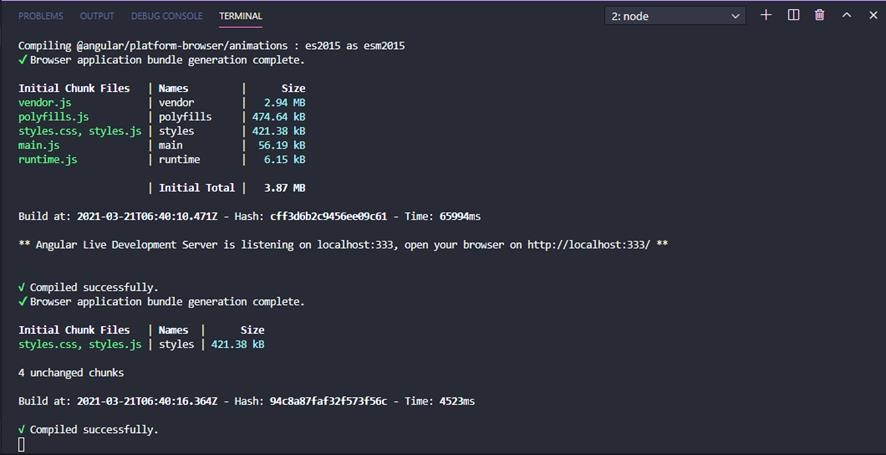 PROBLEMS OUTPUT DEBUG CONSOLE TERMINAL 2: node
Compiling @angular/platform-browser/animations : es2015 as esm2015
✓ Browser application bundle generation complete.
Initial Chunk Files | Names | Size
vendor.js | vendor | 2.94 MB
polyfills.js | polyfills | 474.64 kB
styles.css, styles.js | styles | 421.38 kB
main.js | main | 56.19 kB
runtime.js | runtime | 6.15 kB
| Initial Total | 3.87 MB
Build at: 2021-03-21T06:40:10.471Z - Hash: cff3d6b2c9456ee09c61 - Time: 65994ms
** Angular Live Development Server is listening on localhost:333, open your browser on http://localhost:333/ **
√ Compiled successfully.
✓ Browser application bundle generation complete.
Initial Chunk Files | Names | Size
styles.css, styles.js | styles | 421.38 kB
4 unchanged chunks
Build at: 2021-03-21T06:40:16.364Z - Hash: 94c8a87faf32f573f56c - Time: 4523ms
√ Compiled successfully.